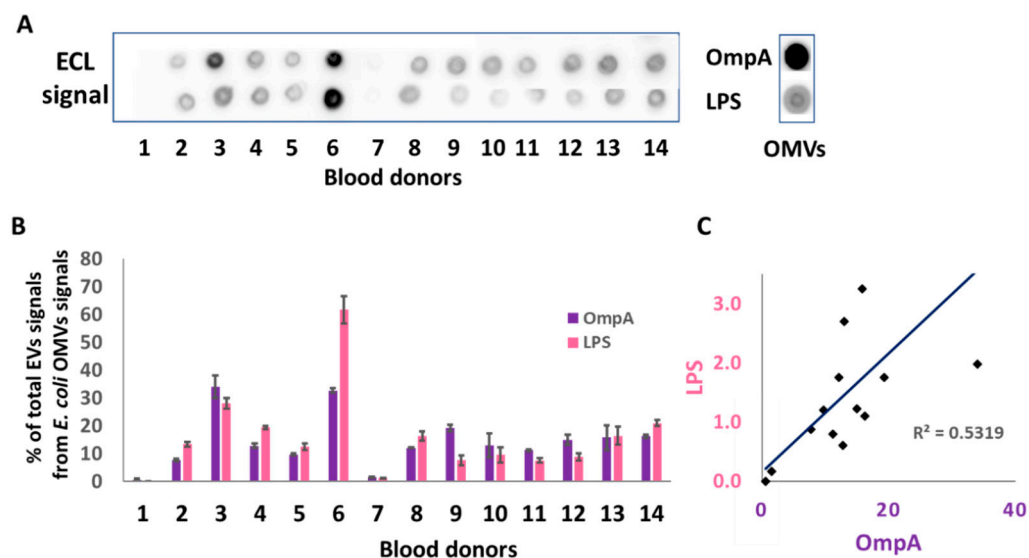 A
ECL
signal
OmpA
LPS
1 2 3 4 5 6 7 8 9 10 11 12 13 14
Blood donors
OMVs
B
% of total EVs signals
from E. coli OMVs signals
80
70
60
50
40
30
20
10
0
OmpA
LPS
1 2 3 4 5 6 7 8 9 10 11 12 13 14
Blood donors
C
LPS
3.0
2.0
1.0
0.0
R² = 0.5319
0 20 40
OmpA